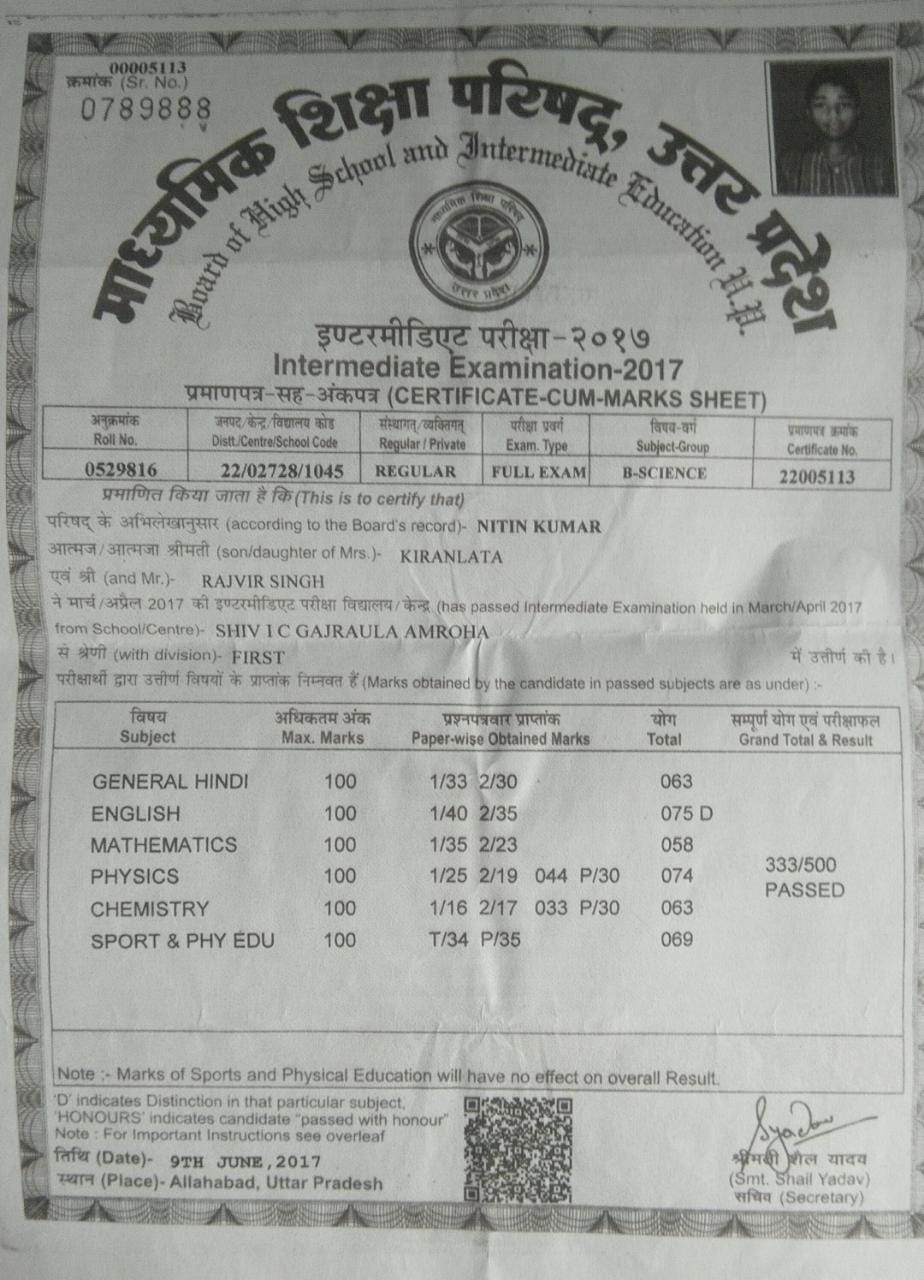 00005113
क्रमांक (Sr. No.)
0789888
माध्यमिक शिक्षा परिषद्, उत्तर प्रदेश
Board of High School and Intermediate Education U.P.
माध्यमिक शिक्षा परिषद
उत्तर प्रदेश
इण्टरमीडिएट परीक्षा-२०१७
Intermediate Examination-2017
प्रमाणपत्र-सह-अंकपत्र (CERTIFICATE-CUM-MARKS SHEET)
अनुक्रमांक जनपद/केन्द्र/विद्यालय कोड संस्थागत्/व्यक्तिगत् परीक्षा प्रवर्ग विषय-वर्ग प्रमाणपत्र क्रमांक
Roll No. Distt./Centre/School Code Regular / Private Exam. Type Subject-Group Certificate No.
0529816 22/02728/1045 REGULAR FULL EXAM B-SCIENCE 22005113
प्रमाणित किया जाता है कि (This is to certify that)
परिषद् के अभिलेखानुसार (according to the Board's record)- NITIN KUMAR
आत्मज/आत्मजा श्रीमती (son/daughter of Mrs.)- KIRANLATA
एवं श्री (and Mr.)- RAJVIR SINGH
ने मार्च/अप्रैल 2017 की इण्टरमीडिएट परीक्षा विद्यालय/केन्द्र (has passed Intermediate Examination held in March/April 2017
from School/Centre)- SHIV I C GAJRAULA AMROHA
से श्रेणी (with division)- FIRST में उत्तीर्ण की है।
परीक्षार्थी द्वारा उत्तीर्ण विषयों के प्राप्तांक निम्नवत हैं (Marks obtained by the candidate in passed subjects are as under) :-
विषय अधिकतम अंक प्रश्नपत्रवार प्राप्तांक योग सम्पूर्ण योग एवं परीक्षाफल
Subject Max. Marks Paper-wise Obtained Marks Total Grand Total & Result
GENERAL HINDI 100 1/33 2/30 063
ENGLISH 100 1/40 2/35 075 D
MATHEMATICS 100 1/35 2/23 058
PHYSICS 100 1/25 2/19 044 P/30 074
333/500
PASSED
CHEMISTRY 100 1/16 2/17 033 P/30 063
SPORT & PHY EDU 100 T/34 P/35 069
Note :- Marks of Sports and Physical Education will have no effect on overall Result.
'D' indicates Distinction in that particular subject,
'HONOURS' indicates candidate "passed with honour"
Note : For Important Instructions see overleaf
तिथि (Date)- 9TH JUNE,2017
स्थान (Place)- Allahabad, Uttar Pradesh
Syadav
श्रीमती शैल यादव
(Smt. Shail Yadav)
सचिव (Secretary)